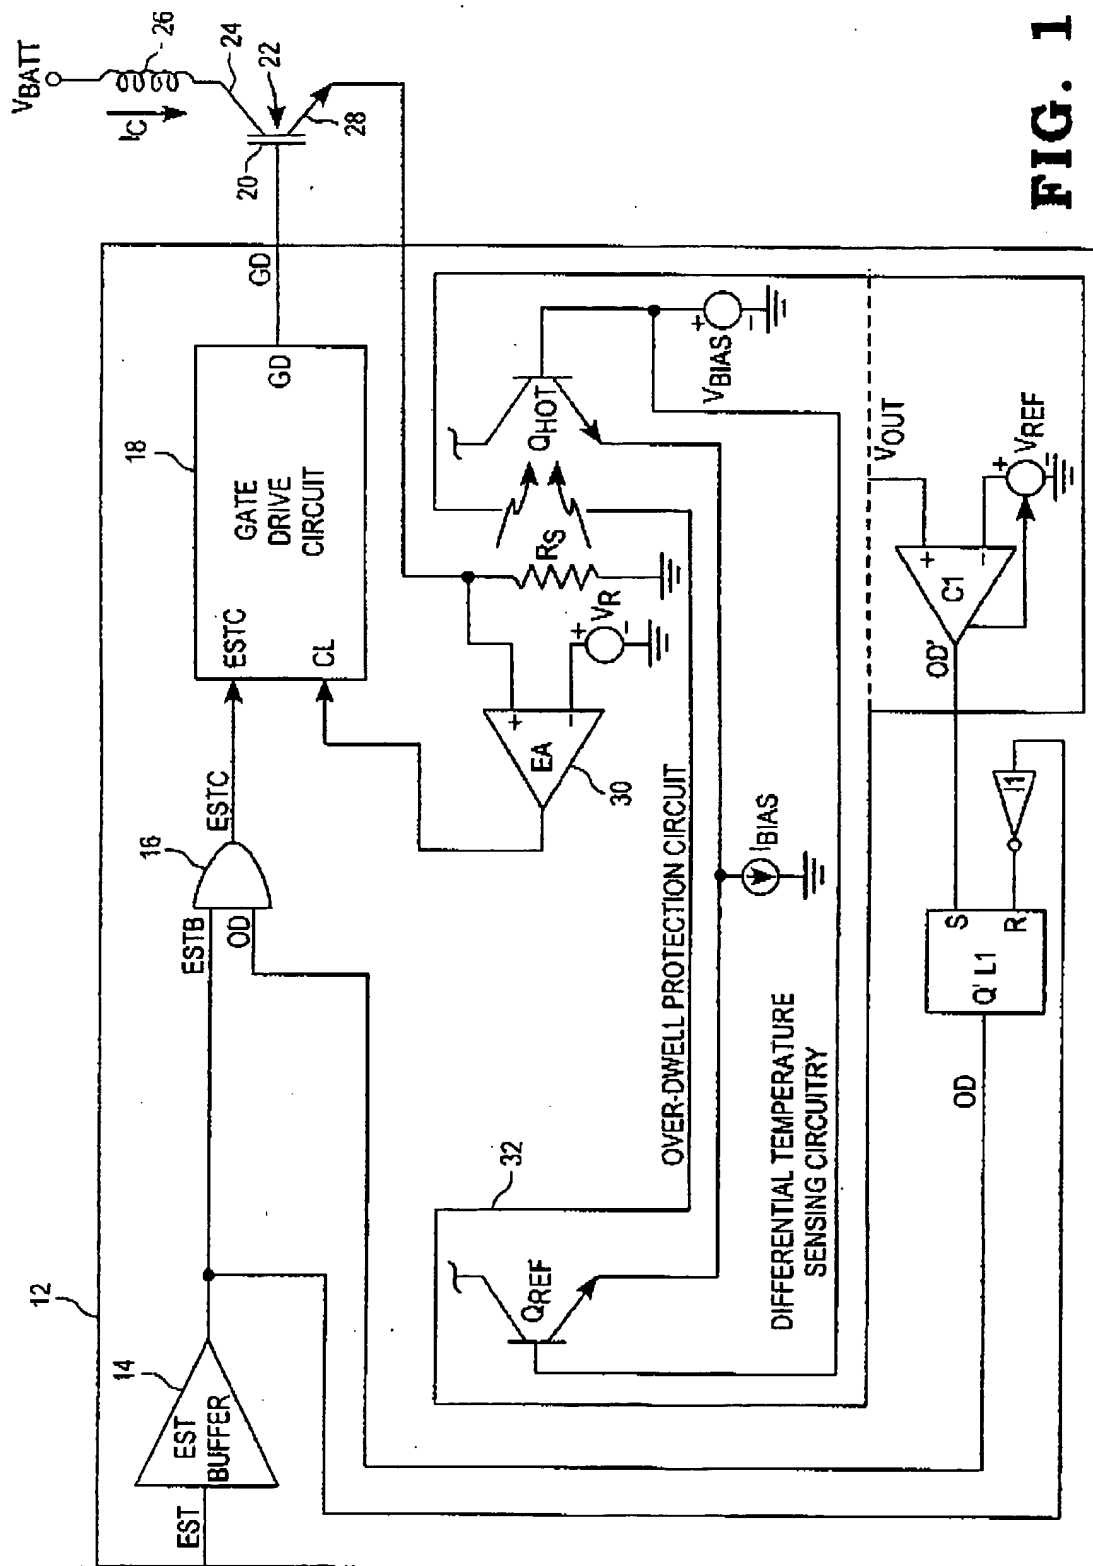 12
EST
EST
BUFFER
14
ESTB
OD
16
ESTC
ESTC
CL
18
GATE
DRIVE
CIRCUIT
GD
GD
VBATT
IC
26
24
22
20
28
32
QREF
DIFFERENTIAL TEMPERATURE
SENSING CIRCUITRY
OVER-DWELL PROTECTION CIRCUIT
IBIAS
EA
+
−
30
+
VR
−
RS
QHOT
+
VBIAS
−
OD
Q' L1
S
R
I1
OD'
C1
+
−
VOUT
+
VREF
−
FIG. 1